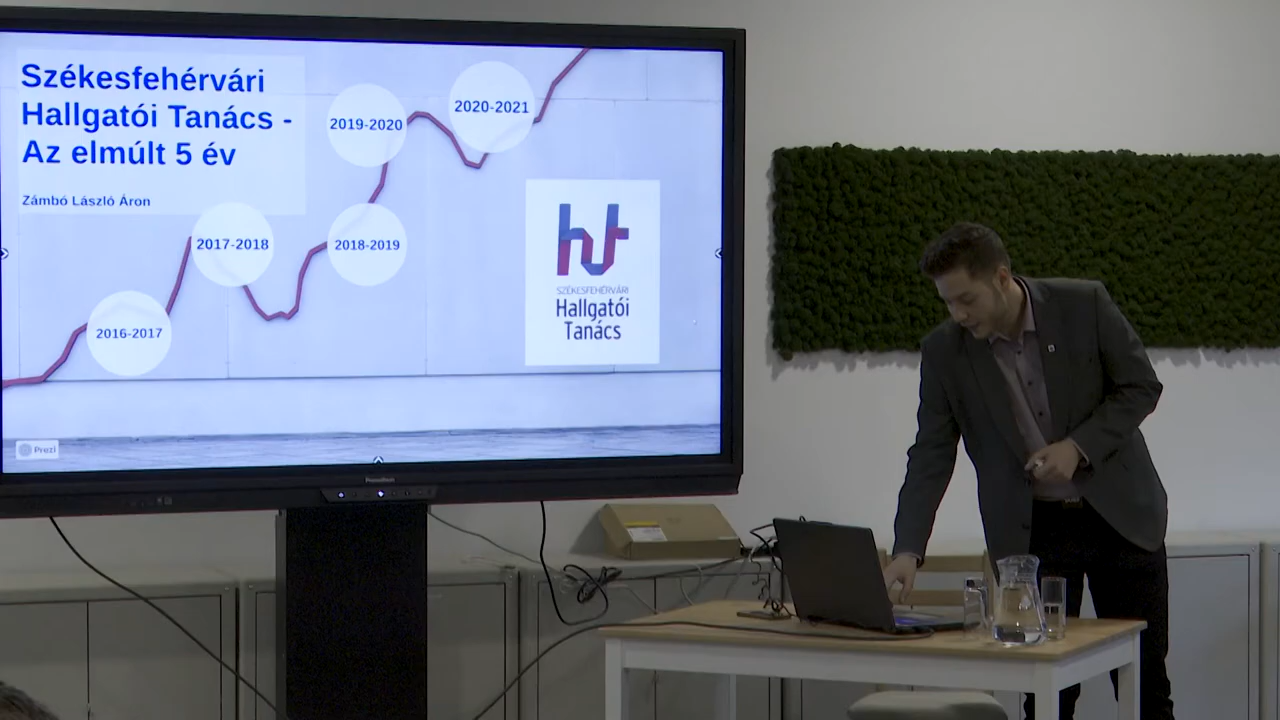 Székesfehérvári
Hallgatói Tanács -
Az elmúlt 5 év
Zámbó László Áron
2016-2017
2017-2018
2018-2019
2019-2020
2020-2021
SZÉKESFEHÉRVÁRI
Hallgatói
Tanács
Prezi
Promethean